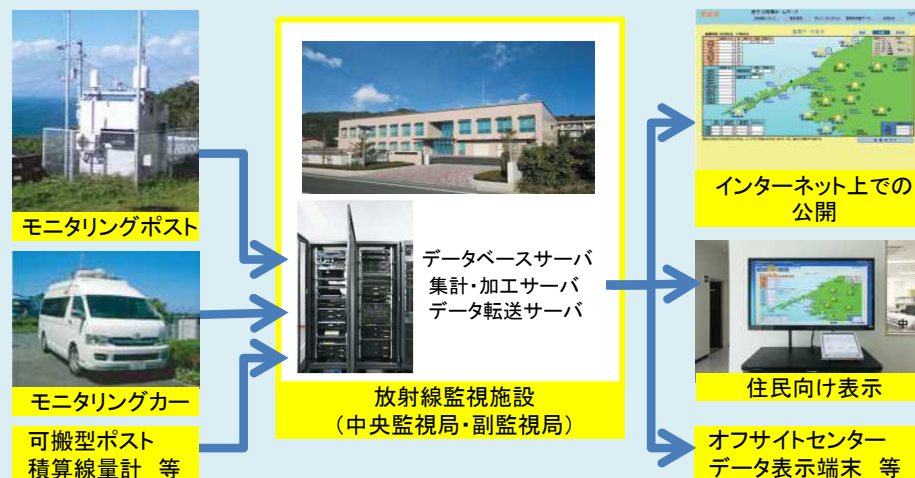 モニタリングポスト
モニタリングカー
可搬型ポスト
積算線量計　等
データベースサーバ
集計・加工サーバ
データ転送サーバ
放射線監視施設
（中央監視局・副監視局）
インターネット上での
公開
住民向け表示
オフサイトセンター
データ表示端末　等